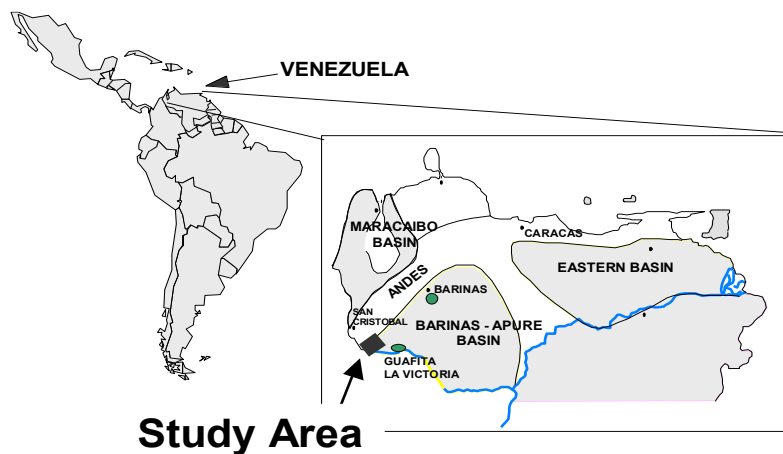 VENEZUELA
MARACAIBO
BASIN
CARACAS
EASTERN BASIN
ANDES
BARINAS
SAN
CRISTOBAL
BARINAS - APURE
BASIN
GUAFITA
LA VICTORIA
Study Area